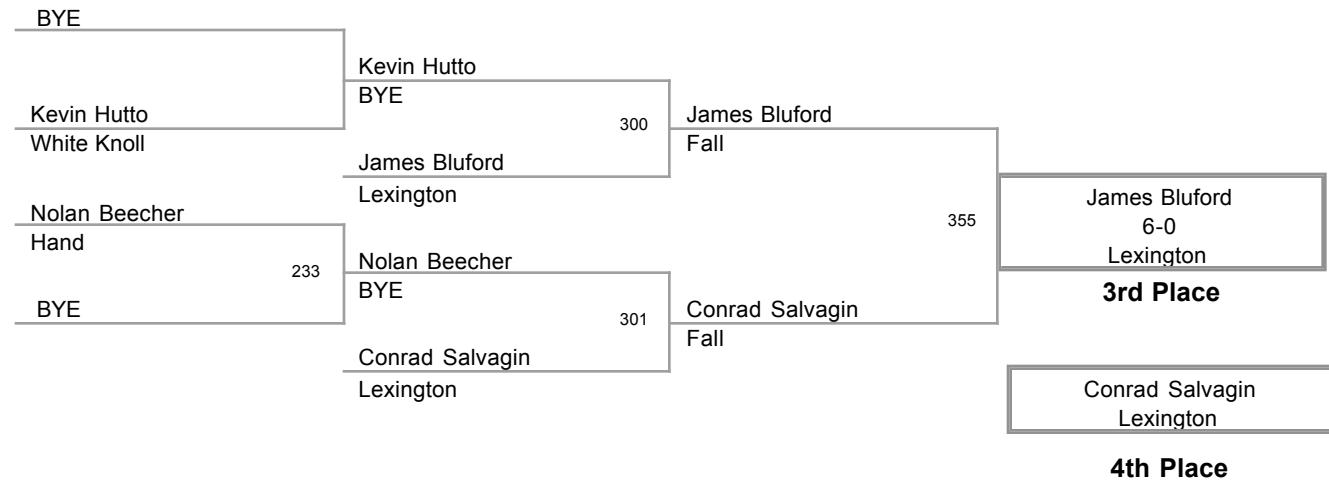 BYE
Kevin Hutto
White Knoll
Nolan Beecher
Hand
233
BYE
Kevin Hutto
BYE
300
James Bluford
Lexington
Nolan Beecher
BYE
301
Conrad Salvagin
Lexington
James Bluford
Fall
355
Conrad Salvagin
Fall
James Bluford
6-0
Lexington
3rd Place
Conrad Salvagin
Lexington
4th Place